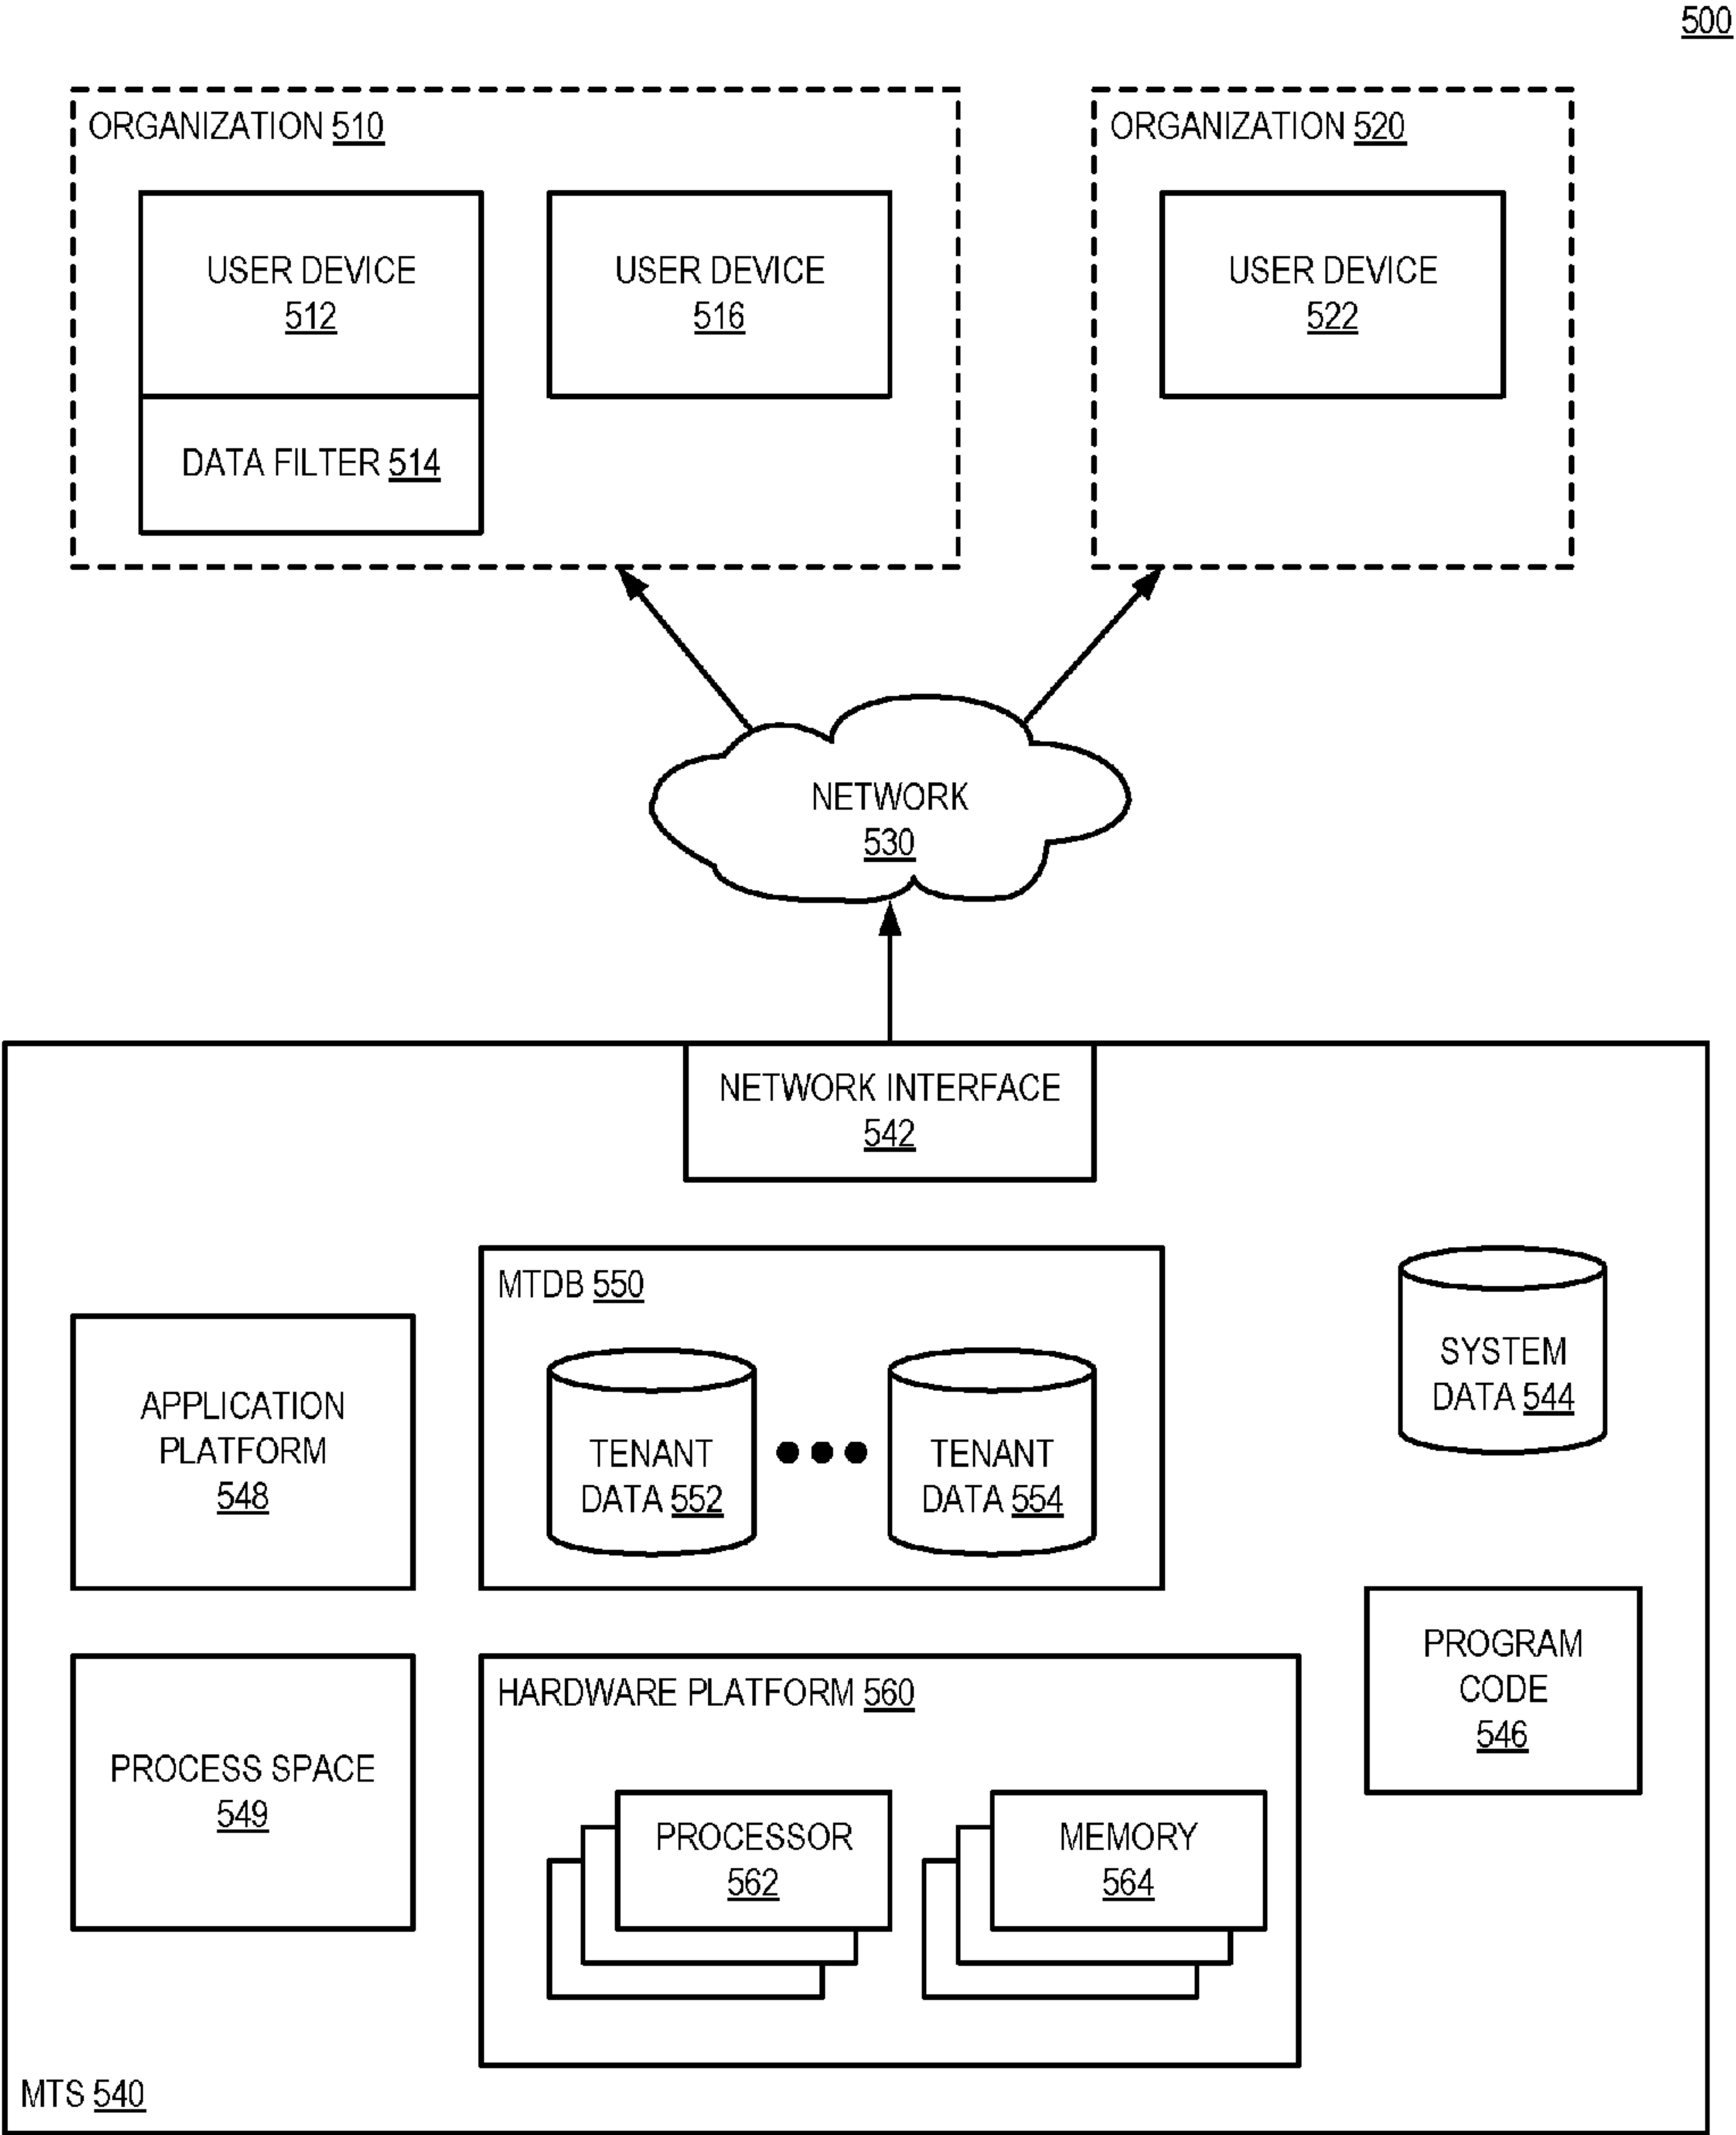 500
ORGANIZATION 510
USER DEVICE
512
DATA FILTER 514
USER DEVICE
516
ORGANIZATION 520
USER DEVICE
522
NETWORK
530
NETWORK INTERFACE
542
MTDB 550
TENANT
DATA 552
TENANT
DATA 554
SYSTEM
DATA 544
APPLICATION
PLATFORM
548
PROCESS SPACE
549
HARDWARE PLATFORM 560
PROCESSOR
562
MEMORY
564
PROGRAM
CODE
546
MTS 540